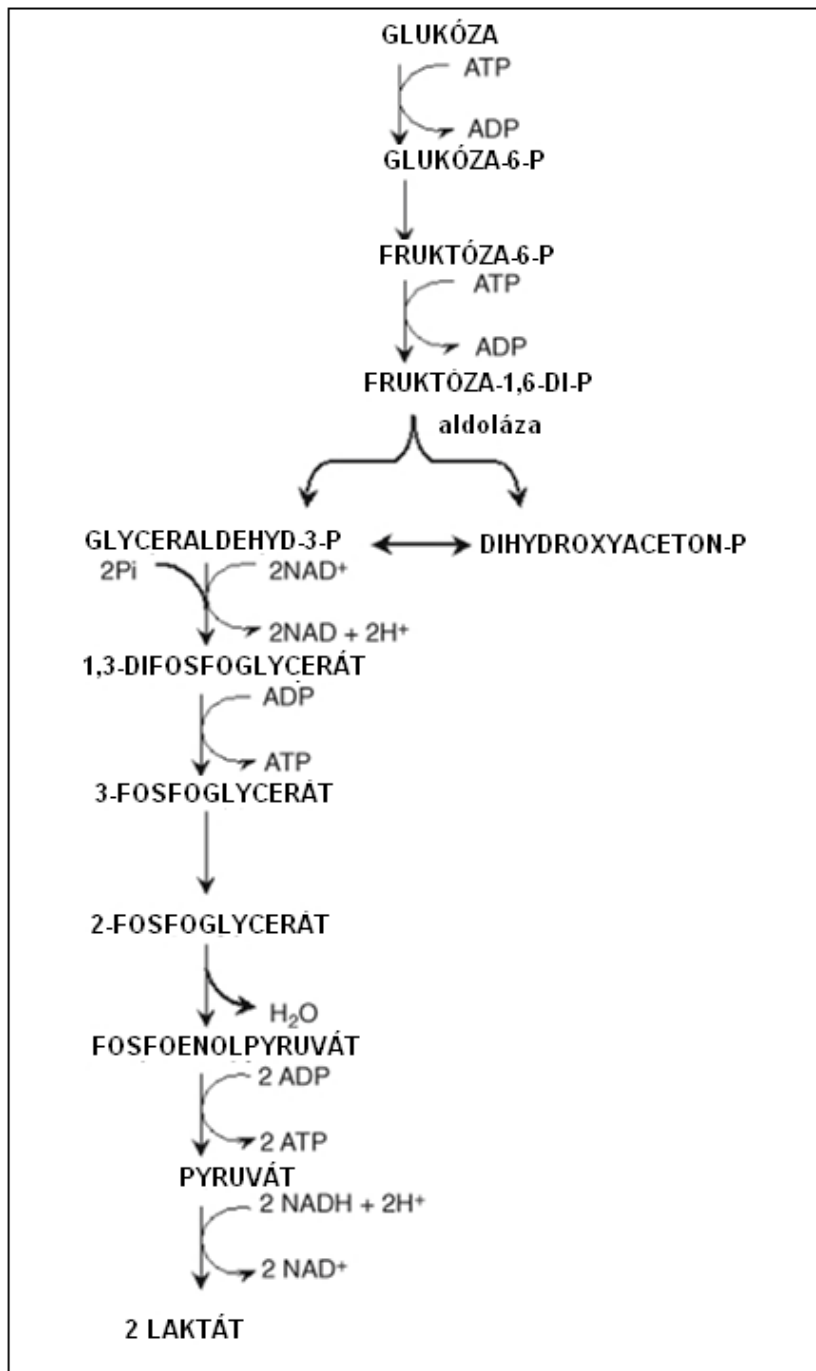 GLUKÓZA
ATP
ADP
GLUKÓZA-6-P
FRUKTÓZA-6-P
ATP
ADP
FRUKTÓZA-1,6-DI-P
aldoláza
GLYCERALDEHYD-3-P
DIHYDROXYACETON-P
2Pi
2NAD⁺
2NAD + 2H⁺
1,3-DIFOSFOGLYCERÁT
ADP
ATP
3-FOSFOGLYCERÁT
2-FOSFOGLYCERÁT
H₂O
FOSFOENOLPYRUVÁT
2 ADP
2 ATP
PYRUVÁT
2 NADH + 2H⁺
2 NAD⁺
2 LAKTÁT